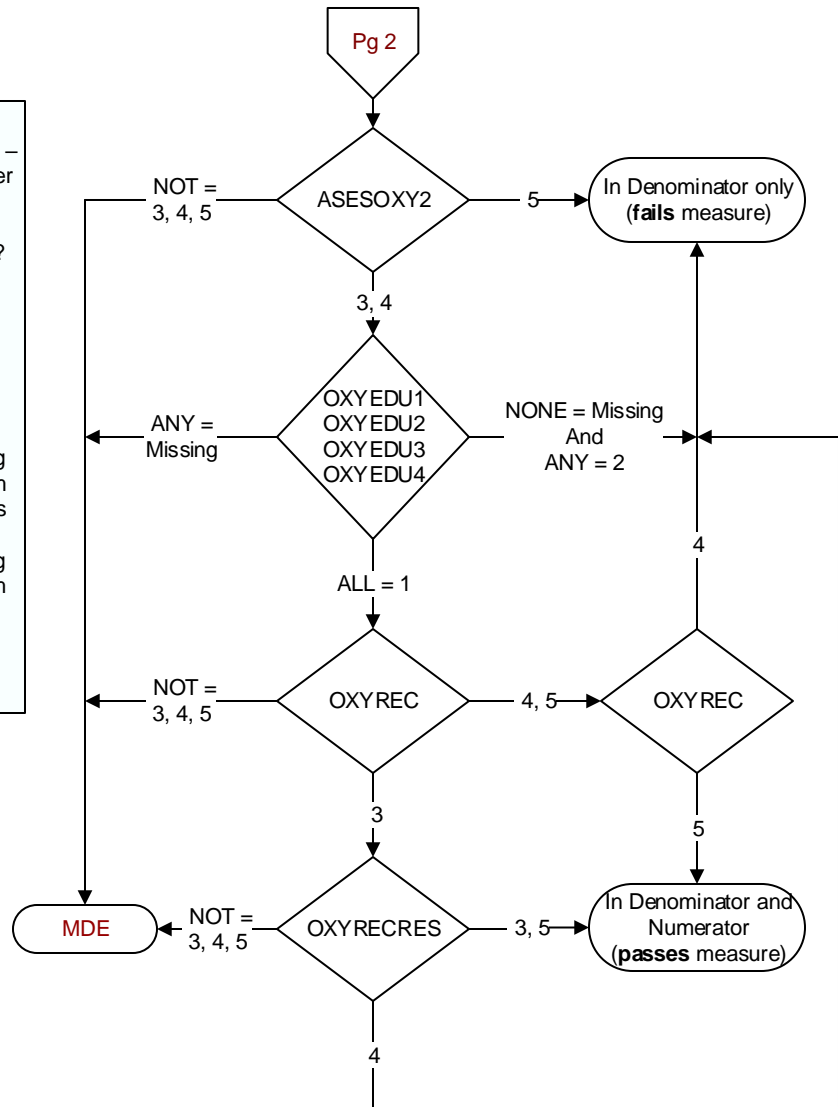 Pg 2
–
er
?
g
n
s
g
n
NOT =
3, 4, 5
ASESOXY2
5
In Denominator only
(fails measure)
3, 4
ANY =
Missing
OXYEDU1
OXYEDU2
OXYEDU3
OXYEDU4
NONE = Missing
And
ANY = 2
4
ALL = 1
NOT =
3, 4, 5
OXYREC
4, 5
OXYREC
3
5
MDE
NOT =
3, 4, 5
OXYRECRES
3, 5
In Denominator and
Numerator
(passes measure)
4